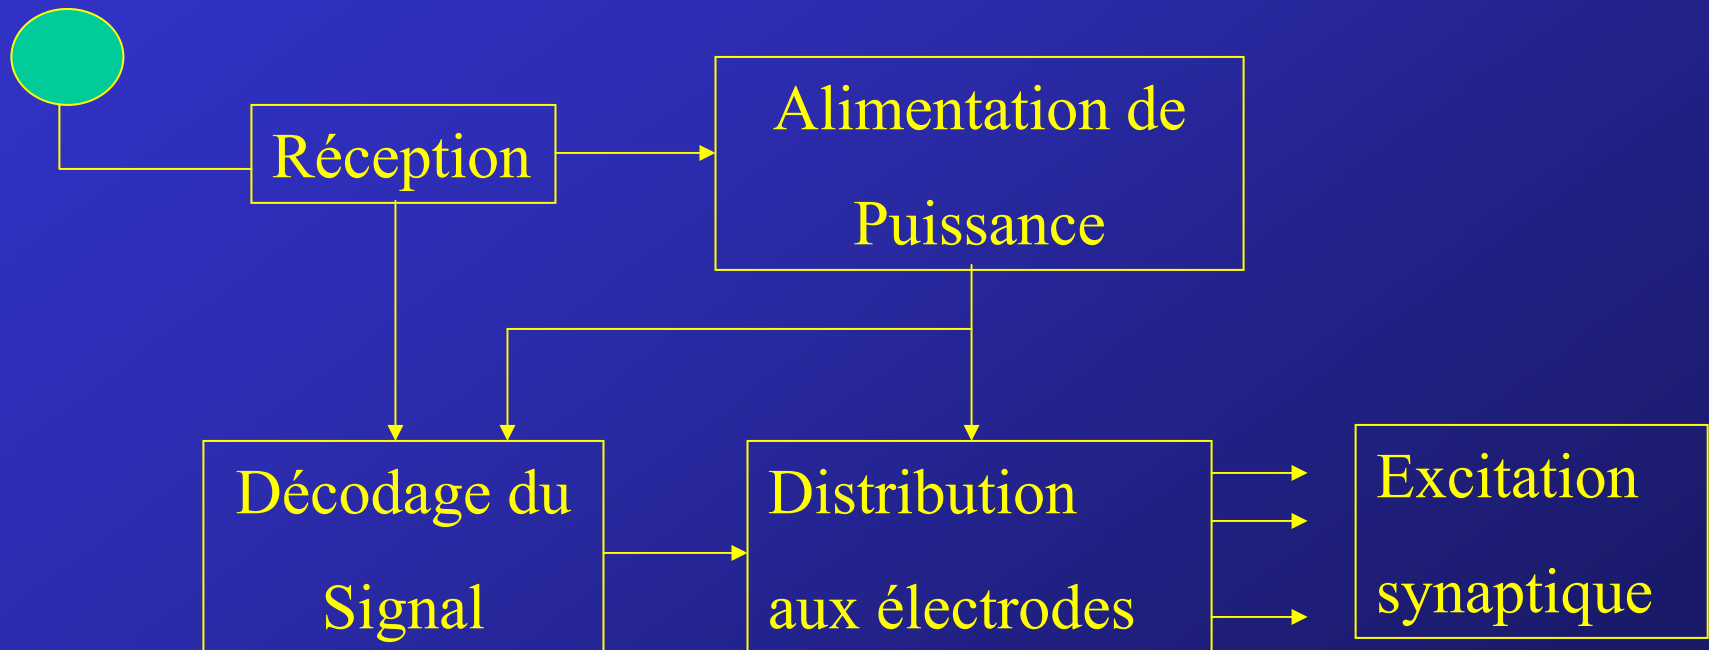 Réception
Alimentation de
Puissance
Décodage du
Signal
Distribution
aux électrodes
Excitation
synaptique